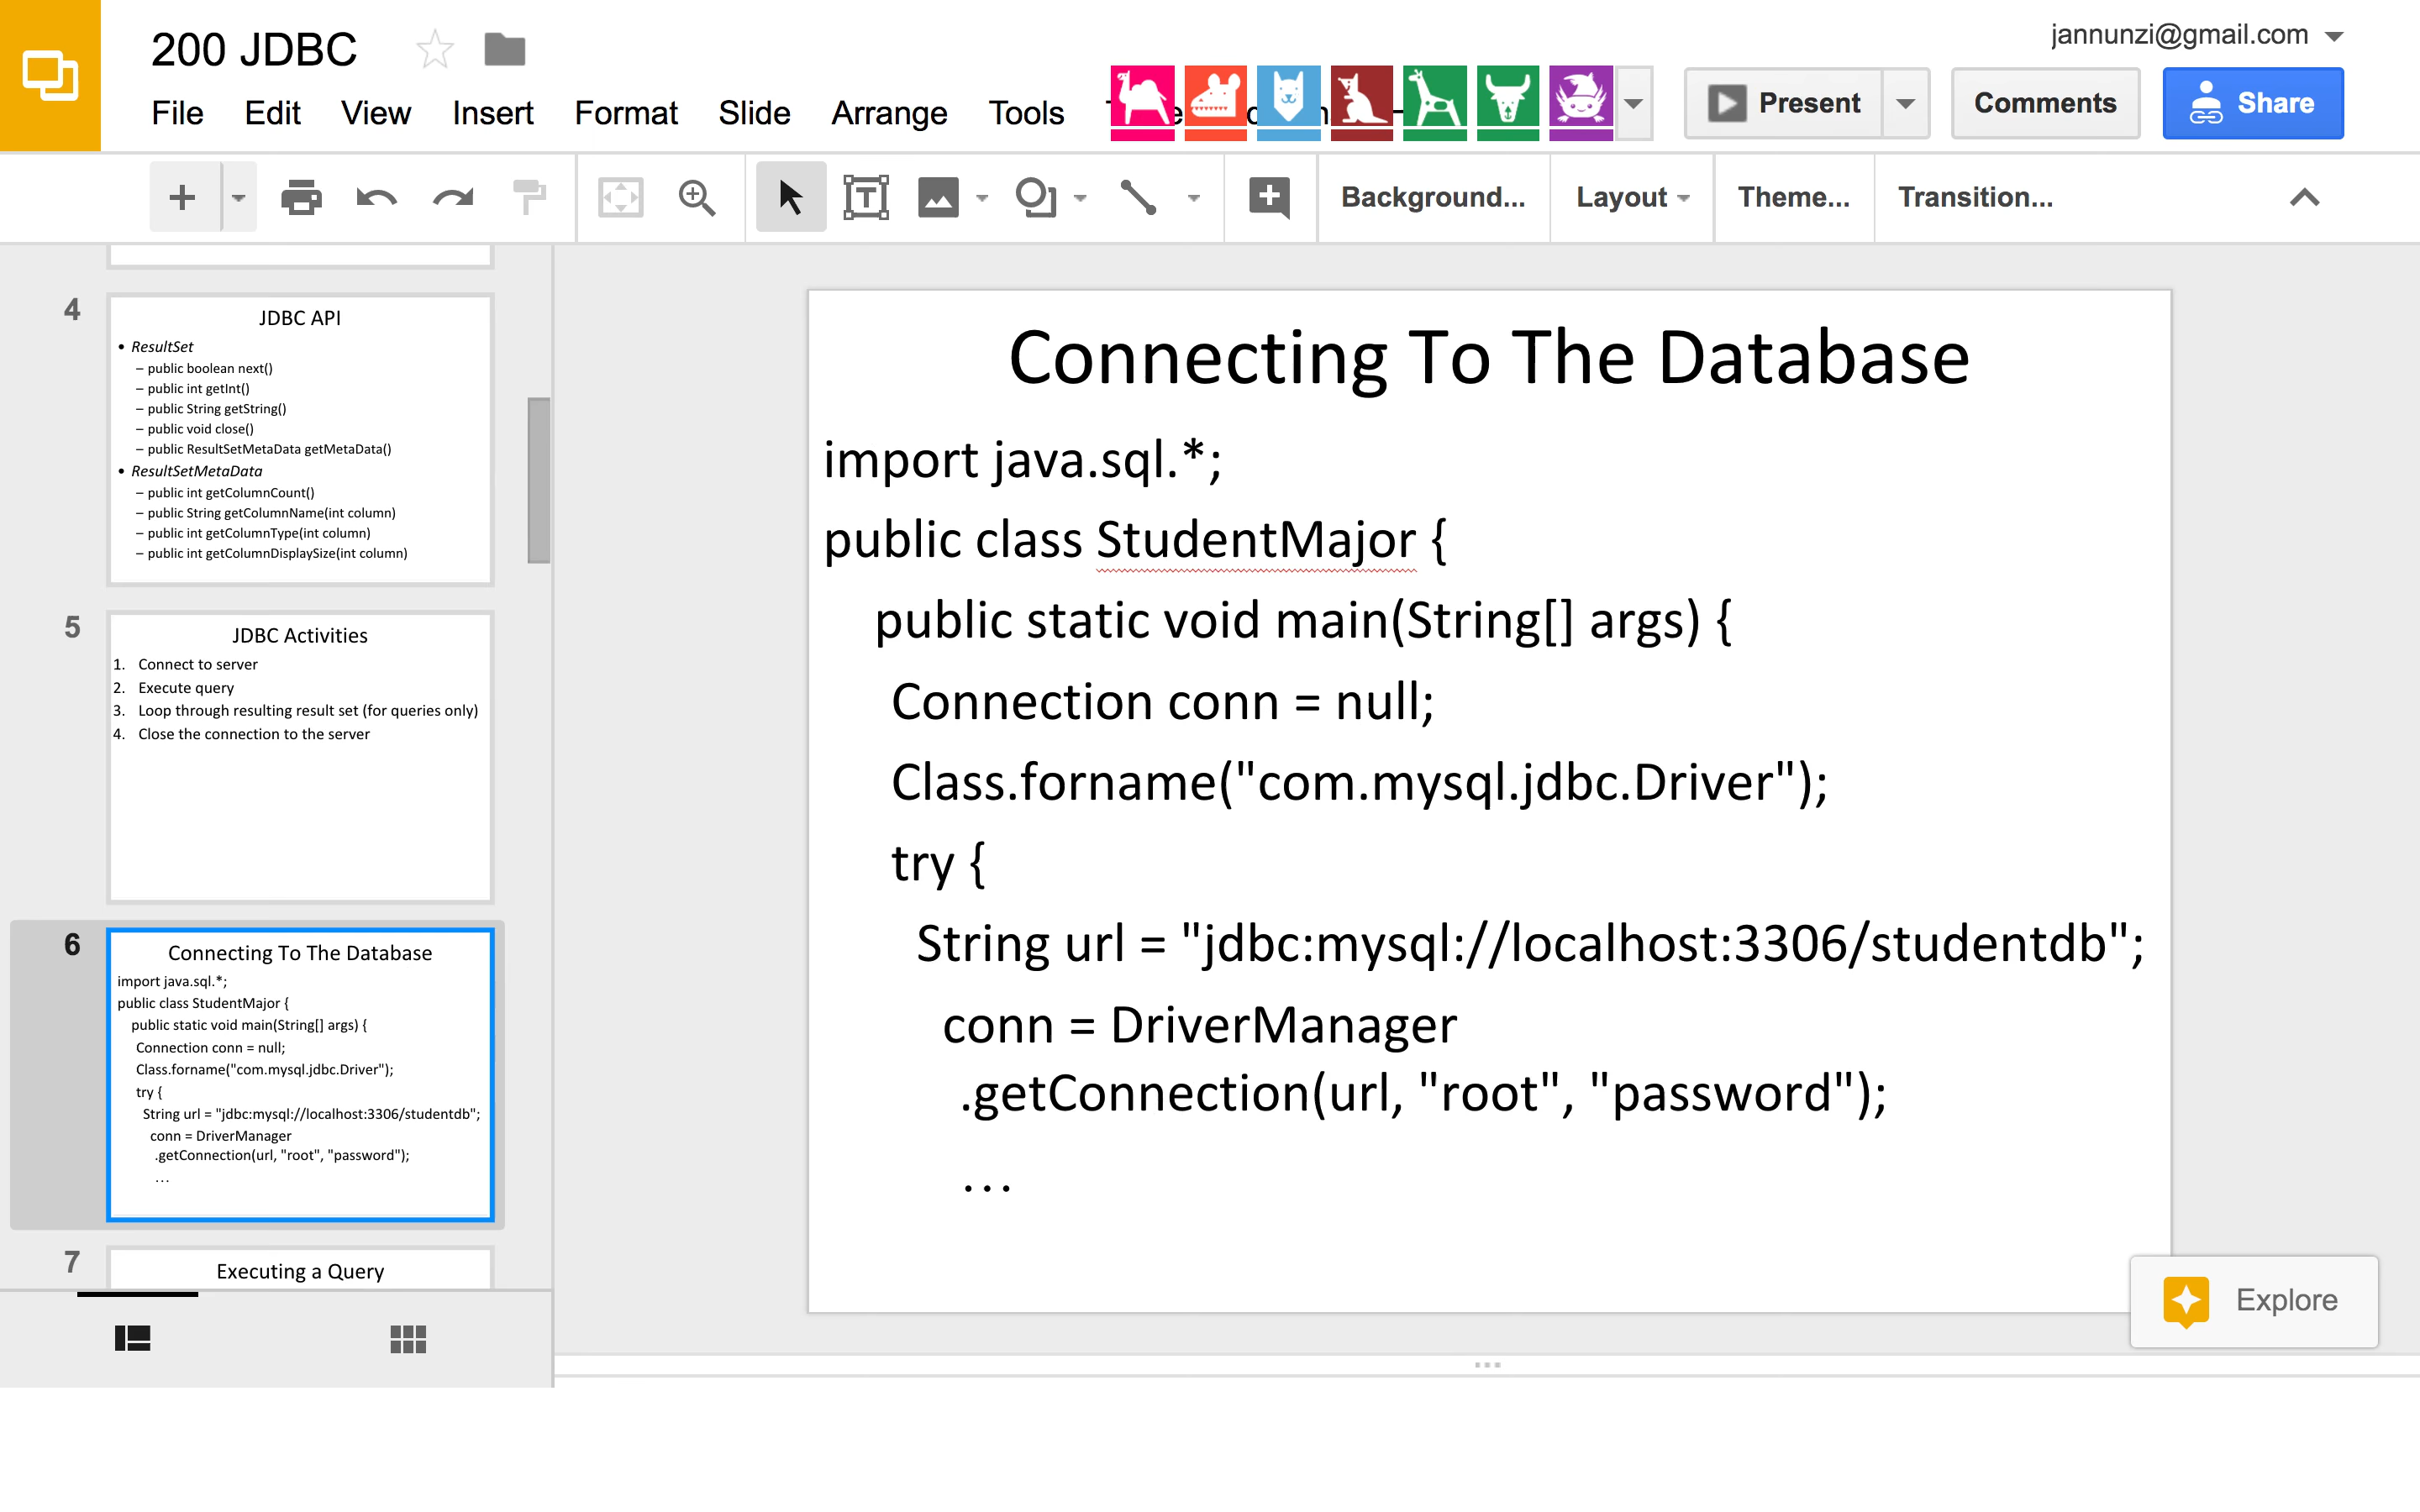 200 JDBC
jannunzi@gmail.com
File Edit View Insert Format Slide Arrange Tools
Present
Comments
Share
Background...
Layout
Theme...
Transition...
4
JDBC API
• ResultSet
– public boolean next()
– public int getInt()
– public String getString()
– public void close()
– public ResultSetMetaData getMetaData()
• ResultSetMetaData
– public int getColumnCount()
– public String getColumnName(int column)
– public int getColumnType(int column)
– public int getColumnDisplaySize(int column)
5
JDBC Activities
1. Connect to server
2. Execute query
3. Loop through resulting result set (for queries only)
4. Close the connection to the server
6
Connecting To The Database
import java.sql.*;
public class StudentMajor {
public static void main(String[] args) {
Connection conn = null;
Class.forname("com.mysql.jdbc.Driver");
try {
String url = "jdbc:mysql://localhost:3306/studentdb";
conn = DriverManager
.getConnection(url, "root", "password");
...
7
Executing a Query
Connecting To The Database
import java.sql.*;
public class StudentMajor {
public static void main(String[] args) {
Connection conn = null;
Class.forname("com.mysql.jdbc.Driver");
try {
String url = "jdbc:mysql://localhost:3306/studentdb";
conn = DriverManager
.getConnection(url, "root", "password");
...
Explore